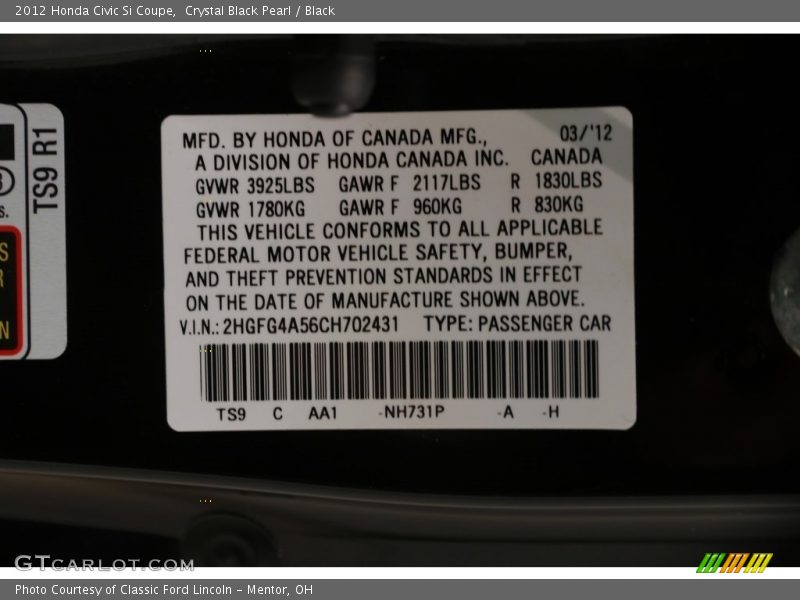 2012 Honda Civic Si Coupe,  Crystal Black Pearl / Black
MFD. BY HONDA OF CANADA MFG., 03/'12
A DIVISION OF HONDA CANADA INC. CANADA
GVWR 3925LBS GAWR F 2117LBS R 1830LBS
GVWR 1780KG GAWR F 960KG R 830KG
THIS VEHICLE CONFORMS TO ALL APPLICABLE
FEDERAL MOTOR VEHICLE SAFETY, BUMPER,
AND THEFT PREVENTION STANDARDS IN EFFECT
ON THE DATE OF MANUFACTURE SHOWN ABOVE.
V.I.N.: 2HGFG4A56CH702431 TYPE: PASSENGER CAR
TS9 C AA1 -NH731P -A -H
TS9 R1
GTCARLOT.COM
Photo Courtesy of Classic Ford Lincoln - Mentor, OH